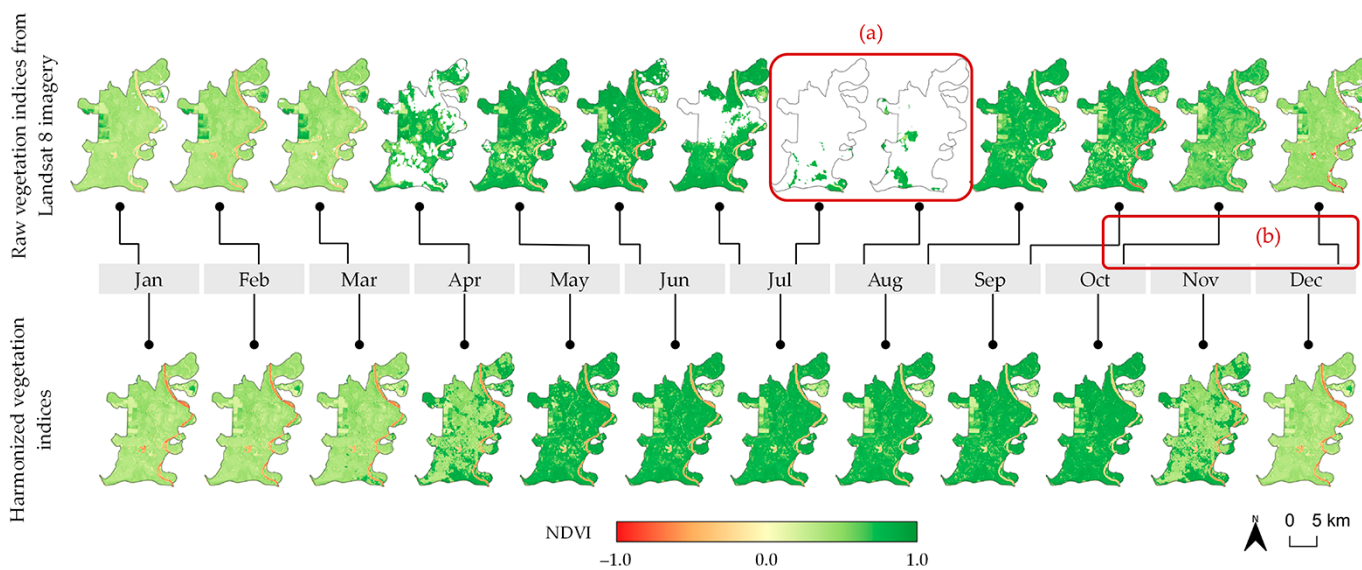 Raw vegetation indices from
Landsat 8 imagery
(a)
(b)
Jan
Feb
Mar
Apr
May
Jun
Jul
Aug
Sep
Oct
Nov
Dec
Harmonized vegetation
indices
NDVI
−1.0
0.0
1.0
N
0 5 km